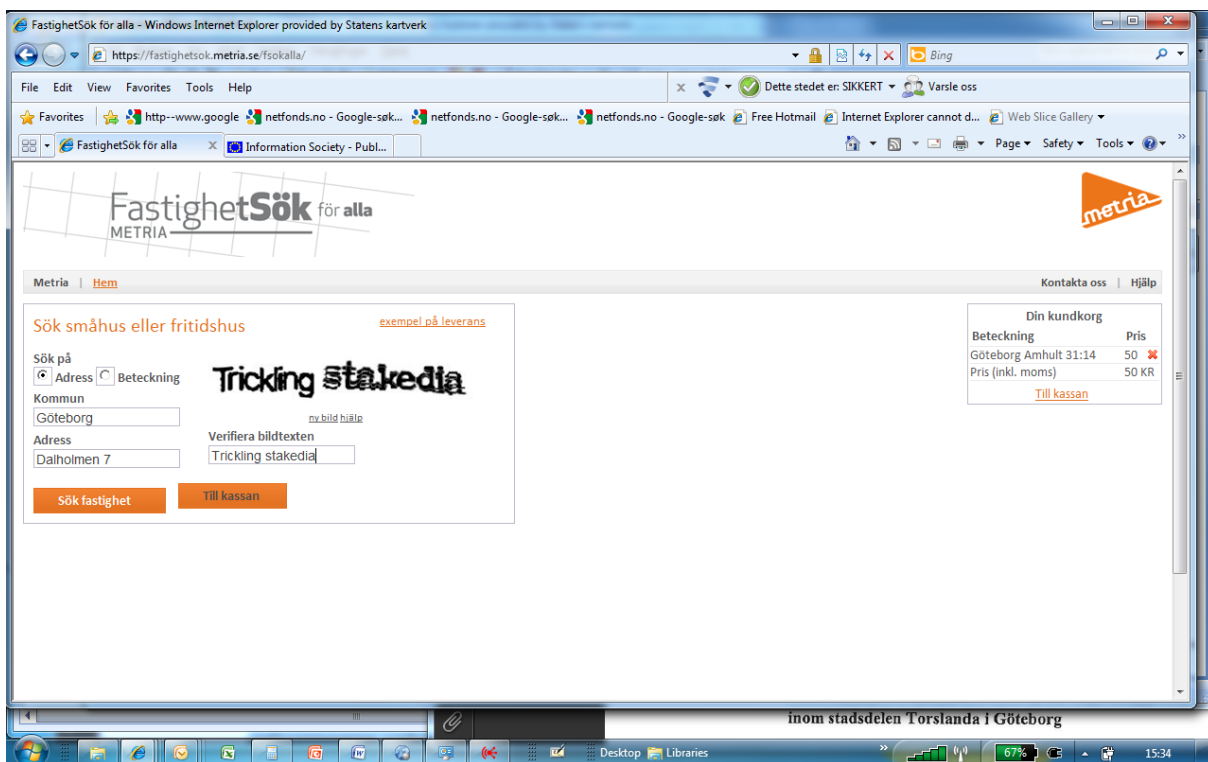 FastighetSök för alla - Windows Internet Explorer provided by Statens kartverk
https://fastighetsok.metria.se/fsokalla/
Bing
File Edit View Favorites Tools Help
x Dette stedet er: SIKKERT Varsle oss
Favorites http--www.google netfonds.no - Google-søk... netfonds.no - Google-søk... netfonds.no - Google-søk Free Hotmail Internet Explorer cannot d... Web Slice Gallery
FastighetSök för alla X Information Society - Publ...
Page Safety Tools
FastighetSök för alla
METRIA
metria
Metria | Hem
Kontakta oss | Hjälp
Sök småhus eller fritidshus
exempel på leverans
Sök på
Adress Beteckning
Trickling stakedia
Kommun
Göteborg
ny bild hjälp
Adress
Verifiera bildtexten
Dalholmen 7
Trickling stakedia
Sök fastighet
Till kassan
Din kundkorg
Beteckning Pris
Göteborg Amhult 31:14 50
Pris (inkl. moms) 50 KR
Till kassan
inom stadsdelen Torslanda i Göteborg
Desktop Libraries
67%
15:34